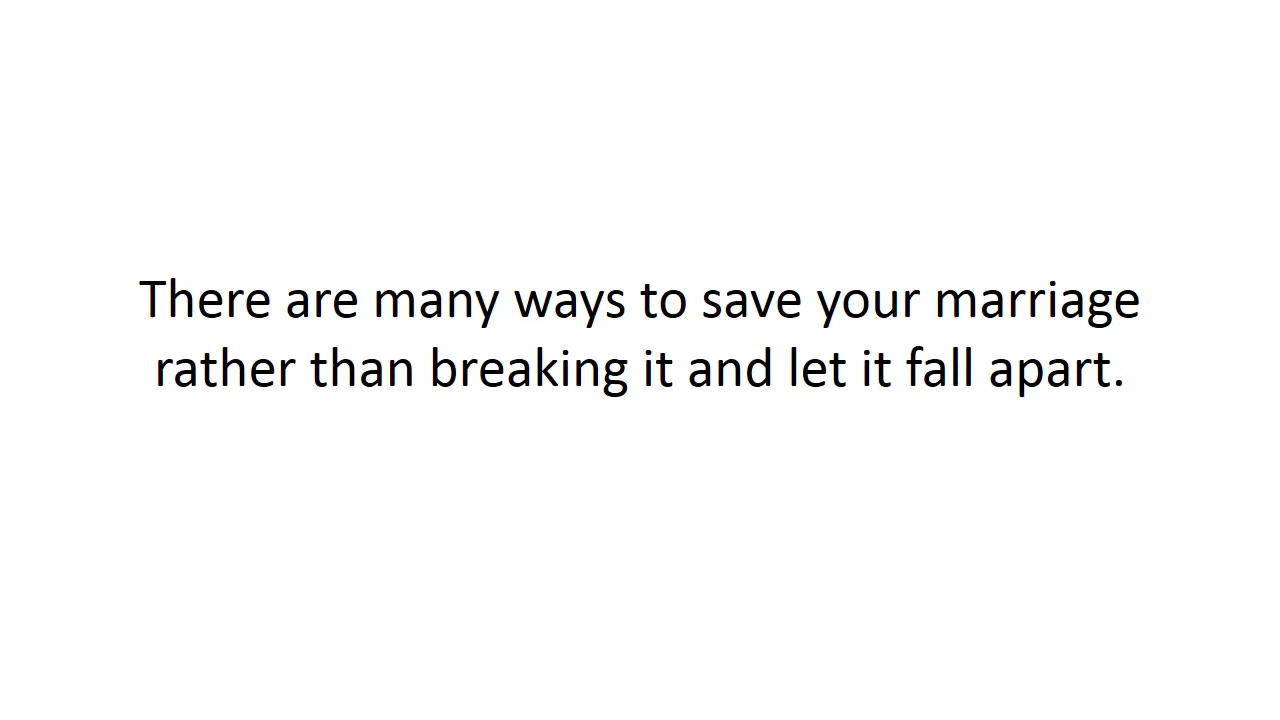 There are many ways to save your marriage
rather than breaking it and let it fall apart.